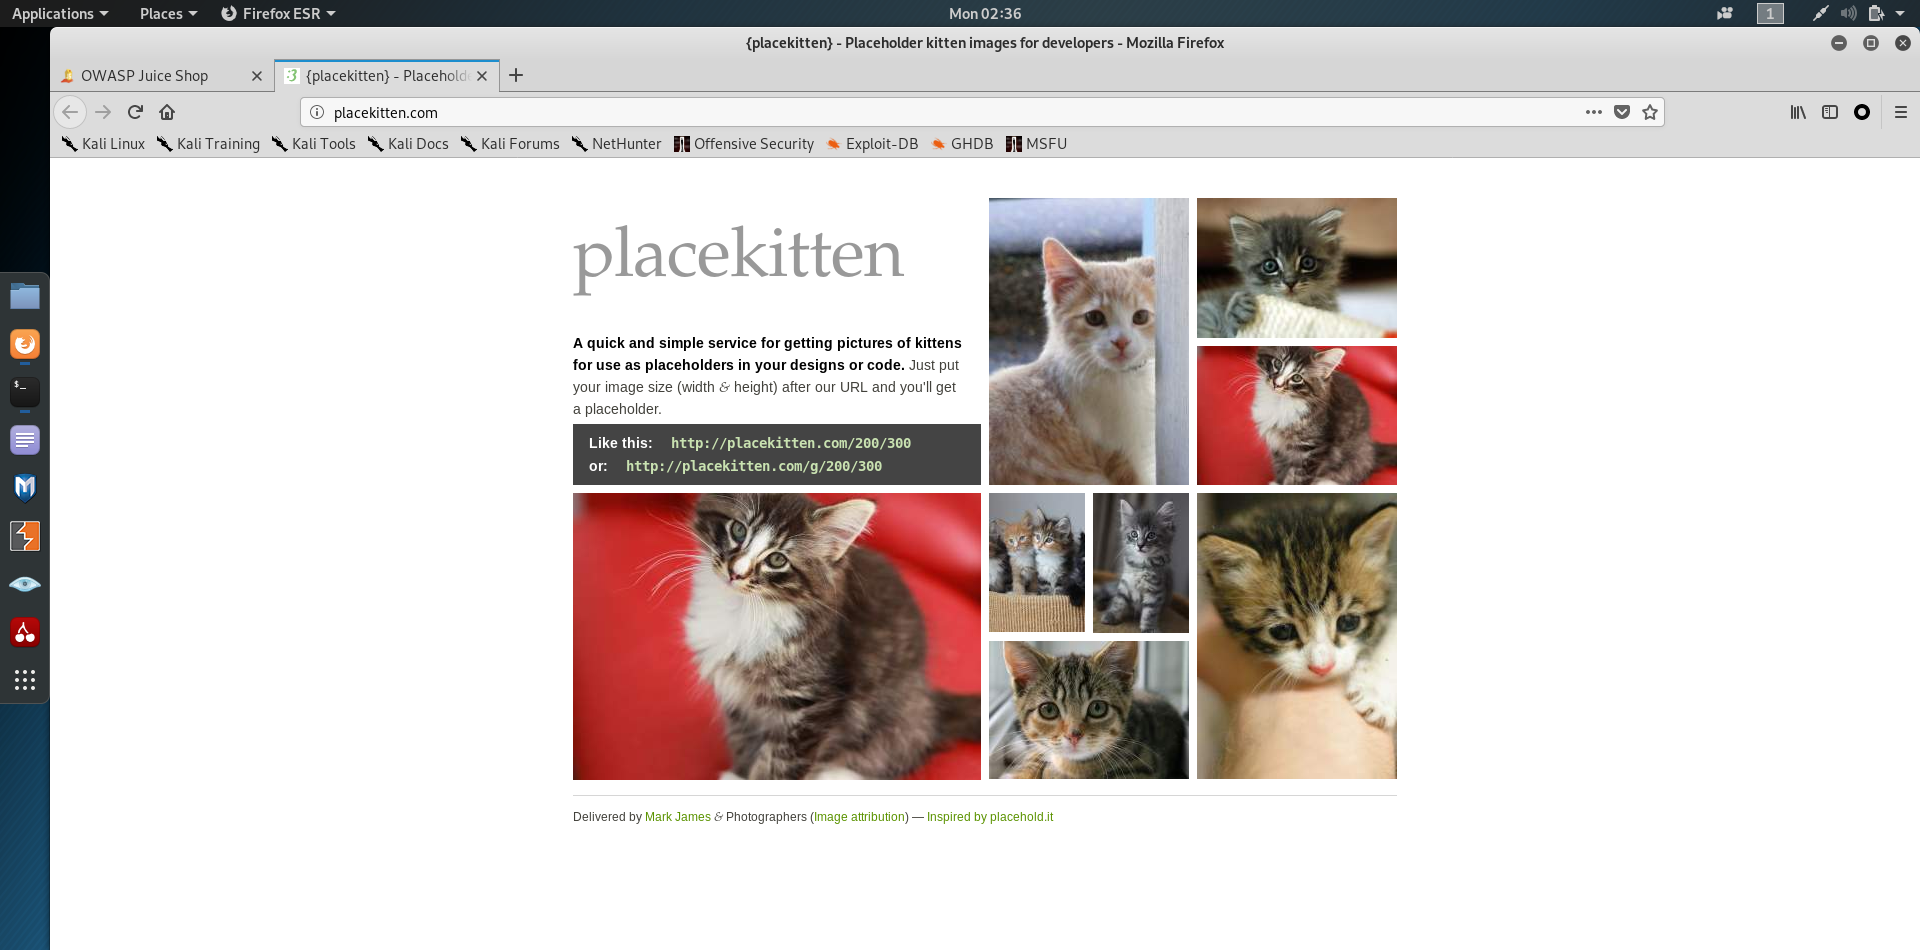 Applications Places Firefox ESR Mon 02:36 1
{placekitten} - Placeholder kitten images for developers - Mozilla Firefox
OWASP Juice Shop {placekitten} - Placeholde
placekitten.com
Kali Linux Kali Training Kali Tools Kali Docs Kali Forums NetHunter Offensive Security Exploit-DB GHDB MSFU
placekitten
A quick and simple service for getting pictures of kittens
for use as placeholders in your designs or code. Just put
your image size (width & height) after our URL and you'll get
a placeholder.
Like this: http://placekitten.com/200/300
or: http://placekitten.com/g/200/300
Delivered by Mark James & Photographers (Image attribution) — Inspired by placehold.it